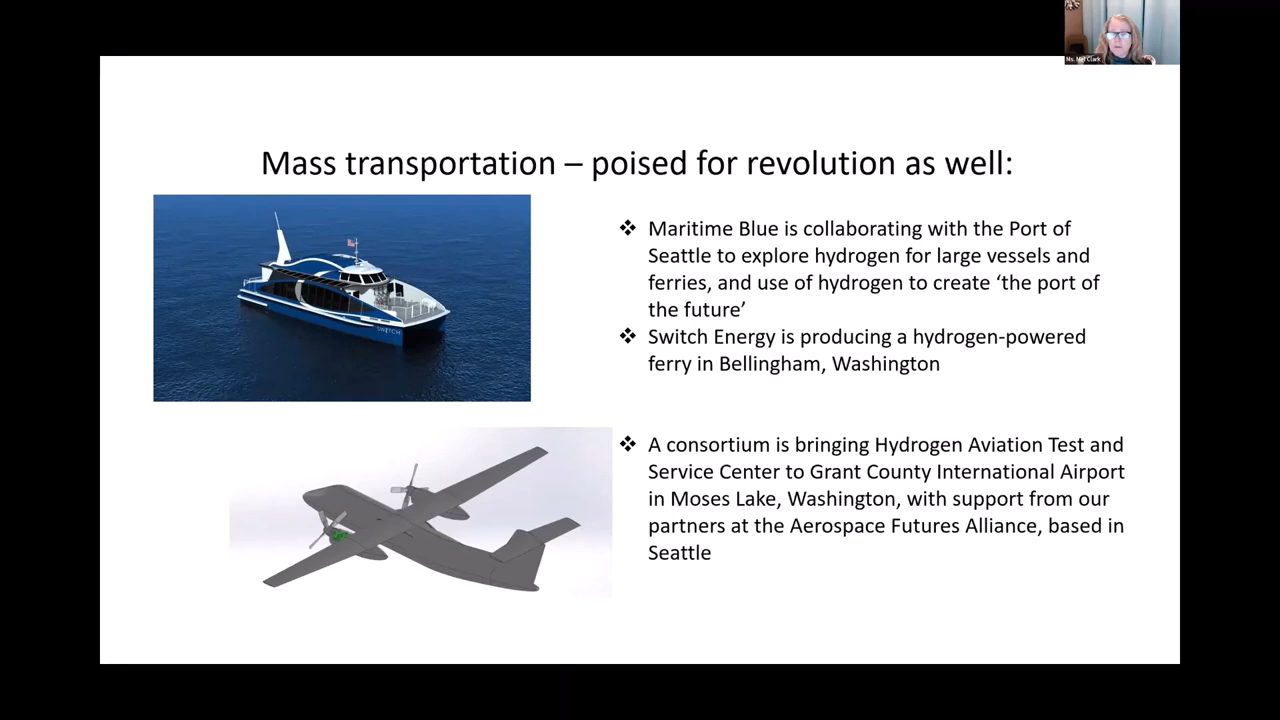 Ms. Mel Clark
Mass transportation – poised for revolution as well:
❖ Maritime Blue is collaborating with the Port of
Seattle to explore hydrogen for large vessels and
ferries, and use of hydrogen to create ‘the port of
the future’
❖ Switch Energy is producing a hydrogen-powered
ferry in Bellingham, Washington
SWITCH
❖ A consortium is bringing Hydrogen Aviation Test and
Service Center to Grant County International Airport
in Moses Lake, Washington, with support from our
partners at the Aerospace Futures Alliance, based in
Seattle